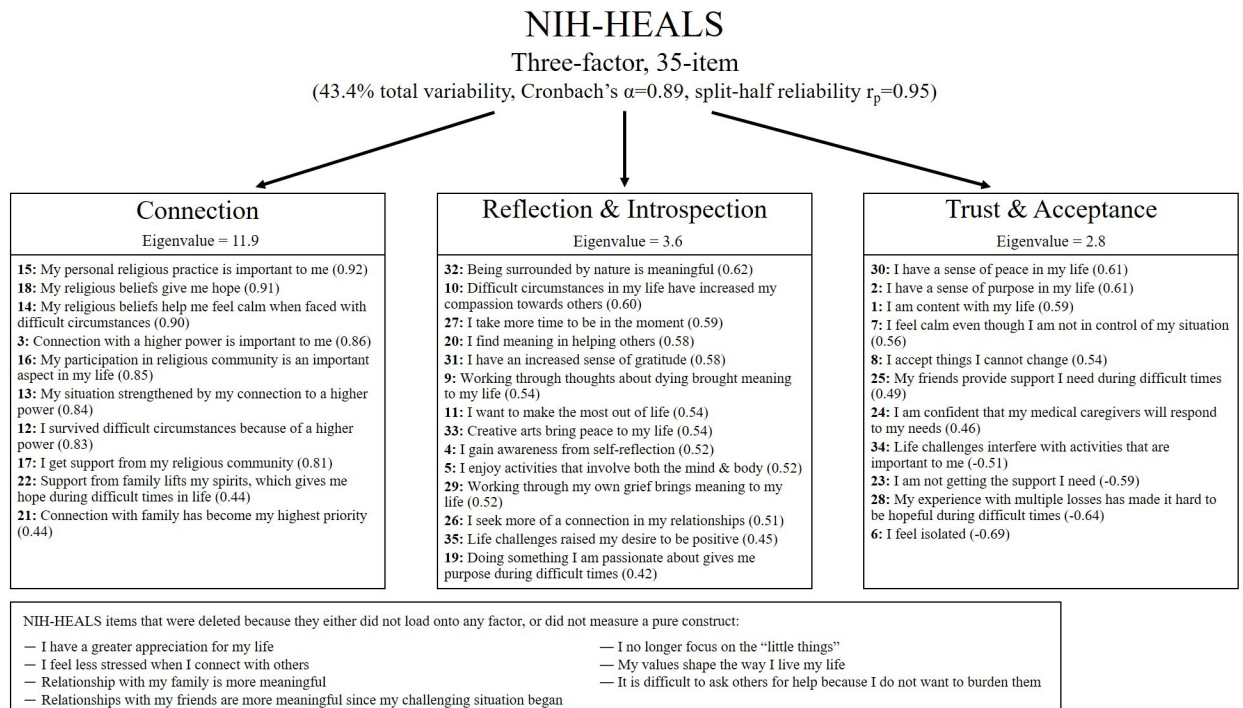 NIH-HEALS
Three-factor, 35-item
(43.4% total variability, Cronbach's α=0.89, split-half reliability rp=0.95)
Connection
Eigenvalue = 11.9
15: My personal religious practice is important to me (0.92)
18: My religious beliefs give me hope (0.91)
14: My religious beliefs help me feel calm when faced with
difficult circumstances (0.90)
3: Connection with a higher power is important to me (0.86)
16: My participation in religious community is an important
aspect in my life (0.85)
13: My situation strengthened by my connection to a higher
power (0.84)
12: I survived difficult circumstances because of a higher
power (0.83)
17: I get support from my religious community (0.81)
22: Support from family lifts my spirits, which gives me
hope during difficult times in life (0.44)
21: Connection with family has become my highest priority
(0.44)
Reflection & Introspection
Eigenvalue = 3.6
32: Being surrounded by nature is meaningful (0.62)
10: Difficult circumstances in my life have increased my
compassion towards others (0.60)
27: I take more time to be in the moment (0.59)
20: I find meaning in helping others (0.58)
31: I have an increased sense of gratitude (0.58)
9: Working through thoughts about dying brought meaning
to my life (0.54)
11: I want to make the most out of life (0.54)
33: Creative arts bring peace to my life (0.54)
4: I gain awareness from self-reflection (0.52)
5: I enjoy activities that involve both the mind & body (0.52)
29: Working through my own grief brings meaning to my
life (0.52)
26: I seek more of a connection in my relationships (0.51)
35: Life challenges raised my desire to be positive (0.45)
19: Doing something I am passionate about gives me
purpose during difficult times (0.42)
Trust & Acceptance
Eigenvalue = 2.8
30: I have a sense of peace in my life (0.61)
2: I have a sense of purpose in my life (0.61)
1: I am content with my life (0.59)
7: I feel calm even though I am not in control of my situation
(0.56)
8: I accept things I cannot change (0.54)
25: My friends provide support I need during difficult times
(0.49)
24: I am confident that my medical caregivers will respond
to my needs (0.46)
34: Life challenges interfere with activities that are
important to me (-0.51)
23: I am not getting the support I need (-0.59)
28: My experience with multiple losses has made it hard to
be hopeful during difficult times (-0.64)
6: I feel isolated (-0.69)
NIH-HEALS items that were deleted because they either did not load onto any factor, or did not measure a pure construct:
— I have a greater appreciation for my life
— I feel less stressed when I connect with others
— Relationship with my family is more meaningful
— Relationships with my friends are more meaningful since my challenging situation began
— I no longer focus on the “little things”
— My values shape the way I live my life
— It is difficult to ask others for help because I do not want to burden them